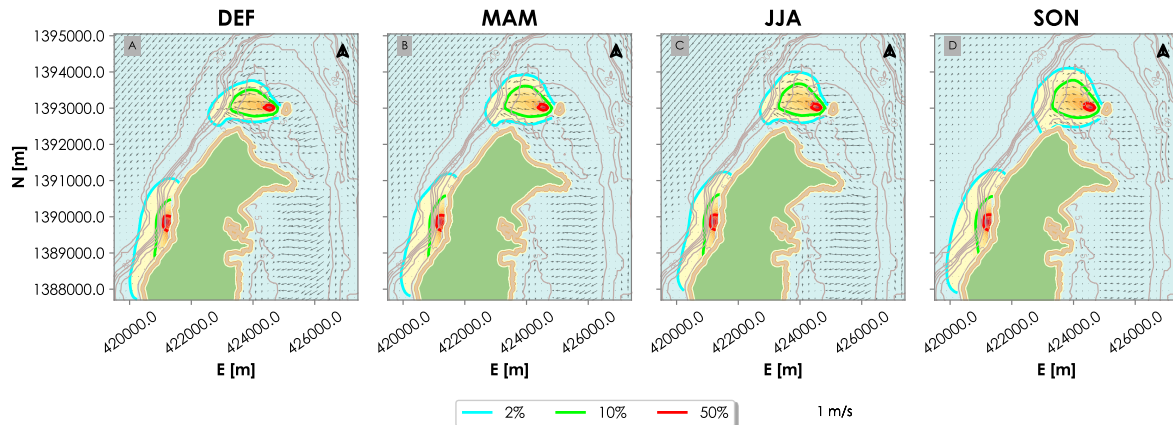 DEF MAM JJA SON
A B C D
1395000.0
1394000.0
1393000.0
1392000.0
1391000.0
1390000.0
1389000.0
1388000.0
N [m]
420000.0 422000.0 424000.0 426000.0 420000.0 422000.0 424000.0 426000.0 420000.0 422000.0 424000.0 426000.0 420000.0 422000.0 424000.0 426000.0
E [m] E [m] E [m] E [m]
2% 10% 50% 1 m/s